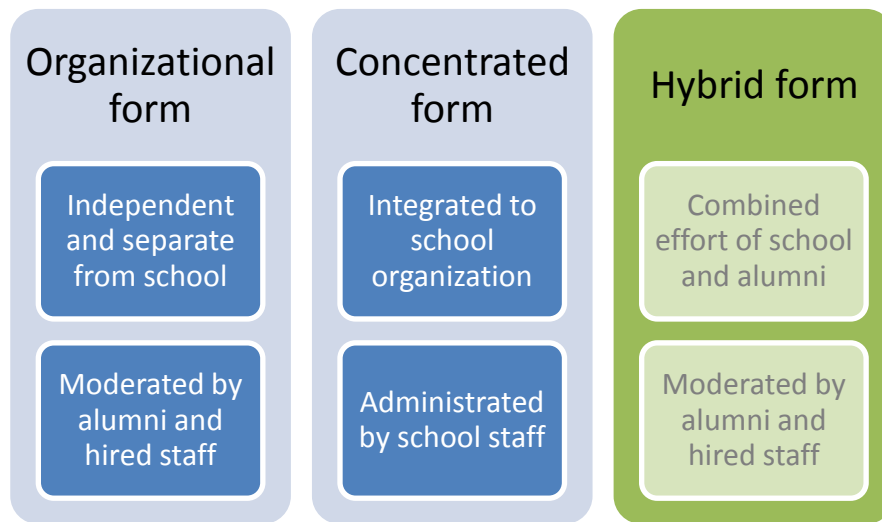 Organizational
form
Independent
and separate
from school
Moderated by
alumni and
hired staff
Concentrated
form
Integrated to
school
organization
Administrated
by school staff
Hybrid form
Combined
effort of school
and alumni
Moderated by
alumni and
hired staff